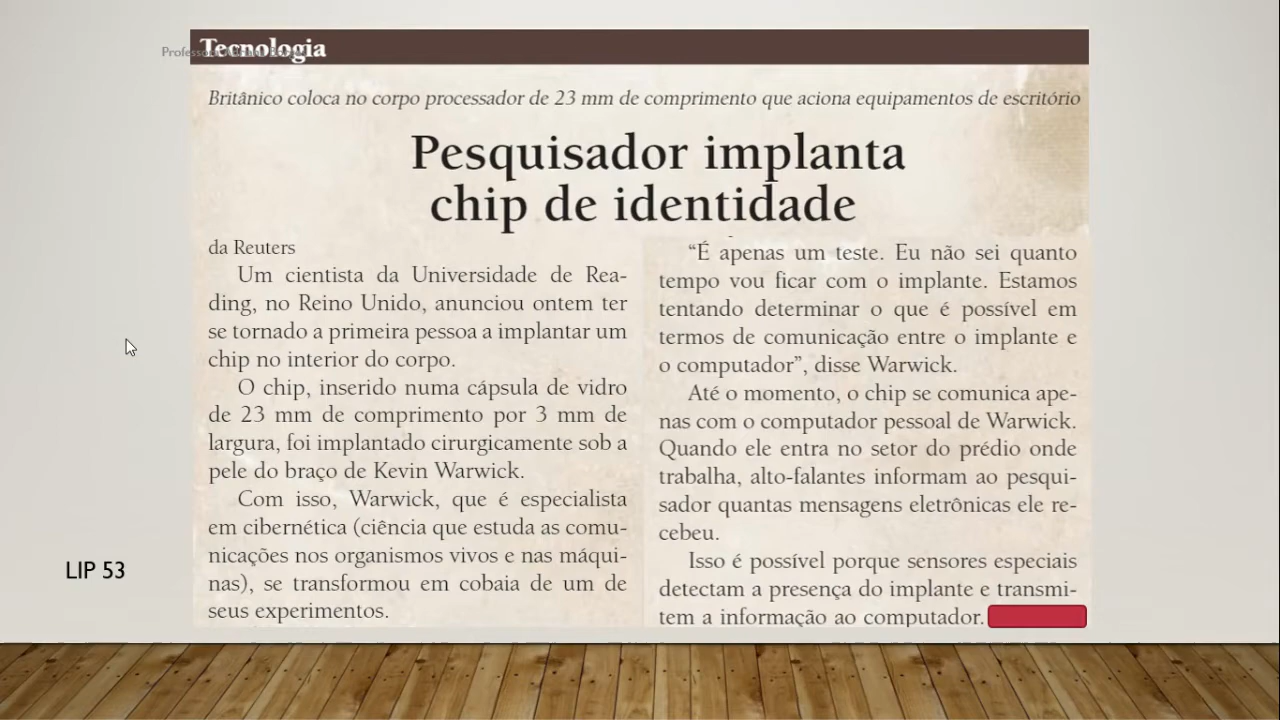 Tecnologia
Britânico coloca no corpo processador de 23 mm de comprimento que aciona equipamentos de escritório
Pesquisador implanta
chip de identidade
da Reuters
Um cientista da Universidade de Rea-
ding, no Reino Unido, anunciou ontem ter
se tornado a primeira pessoa a implantar um
chip no interior do corpo.
O chip, inserido numa cápsula de vidro
de 23 mm de comprimento por 3 mm de
largura, foi implantado cirurgicamente sob a
pele do braço de Kevin Warwick.
Com isso, Warwick, que é especialista
em cibernética (ciência que estuda as comu-
nicações nos organismos vivos e nas máqui-
nas), se transformou em cobaia de um de
seus experimentos.
“É apenas um teste. Eu não sei quanto
tempo vou ficar com o implante. Estamos
tentando determinar o que é possível em
termos de comunicação entre o implante e
o computador”, disse Warwick.
Até o momento, o chip se comunica ape-
nas com o computador pessoal de Warwick.
Quando ele entra no setor do prédio onde
trabalha, alto-falantes informam ao pesqui-
sador quantas mensagens eletrônicas ele re-
cebeu.
Isso é possível porque sensores especiais
detectam a presença do implante e transmi-
tem a informação ao computador.
LIP 53